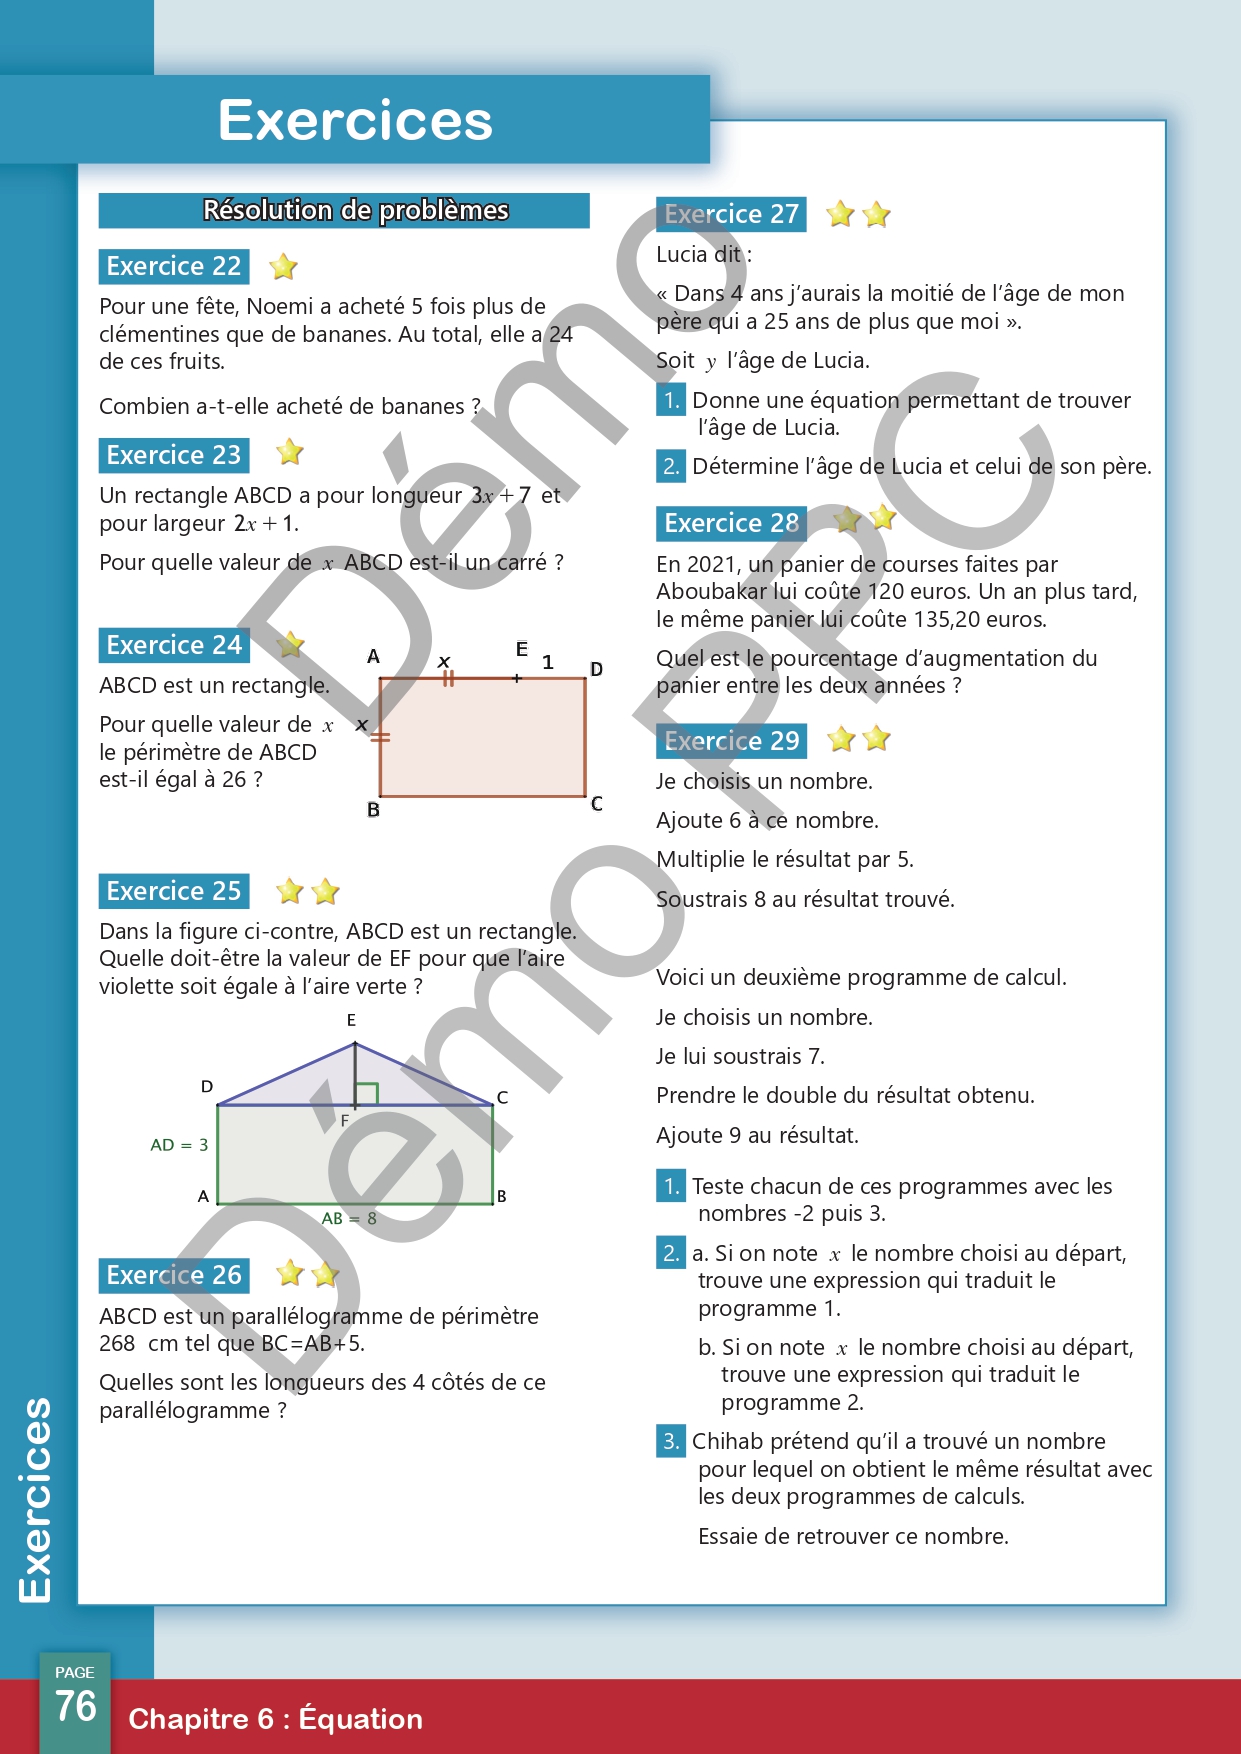 Exercices
Résolution de problèmes
Exercice 22
Pour une fête, Noemi a acheté 5 fois plus de
clémentines que de bananes. Au total, elle a 24
de ces fruits.
Combien a-t-elle acheté de bananes ?
Exercice 23
Un rectangle ABCD a pour longueur 3x + 7 et
pour largeur 2x + 1.
Pour quelle valeur de x ABCD est-il un carré ?
Exercice 24
ABCD est un rectangle.
Pour quelle valeur de x
le périmètre de ABCD
est-il égal à 26 ?
A
x
E
1
D
x
B
C
Exercice 25
Dans la figure ci-contre, ABCD est un rectangle.
Quelle doit-être la valeur de EF pour que l’aire
violette soit égale à l’aire verte ?
E
D
C
F
AD = 3
A
B
AB = 8
Exercice 26
ABCD est un parallélogramme de périmètre
268 cm tel que BC=AB+5.
Quelles sont les longueurs des 4 côtés de ce
parallélogramme ?
Exercice 27
Lucia dit :
« Dans 4 ans j’aurais la moitié de l’âge de mon
père qui a 25 ans de plus que moi ».
Soit y l’âge de Lucia.
1. Donne une équation permettant de trouver
l’âge de Lucia.
2. Détermine l’âge de Lucia et celui de son père.
Exercice 28
En 2021, un panier de courses faites par
Aboubakar lui coûte 120 euros. Un an plus tard,
le même panier lui coûte 135,20 euros.
Quel est le pourcentage d’augmentation du
panier entre les deux années ?
Exercice 29
Je choisis un nombre.
Ajoute 6 à ce nombre.
Multiplie le résultat par 5.
Soustrais 8 au résultat trouvé.
Voici un deuxième programme de calcul.
Je choisis un nombre.
Je lui soustrais 7.
Prendre le double du résultat obtenu.
Ajoute 9 au résultat.
1. Teste chacun de ces programmes avec les
nombres -2 puis 3.
2. a. Si on note x le nombre choisi au départ,
trouve une expression qui traduit le
programme 1.
b. Si on note x le nombre choisi au départ,
trouve une expression qui traduit le
programme 2.
3. Chihab prétend qu’il a trouvé un nombre
pour lequel on obtient le même résultat avec
les deux programmes de calculs.
Essaie de retrouver ce nombre.
Démo
Démo PPC
Exercices
PAGE
76
Chapitre 6 : Équation